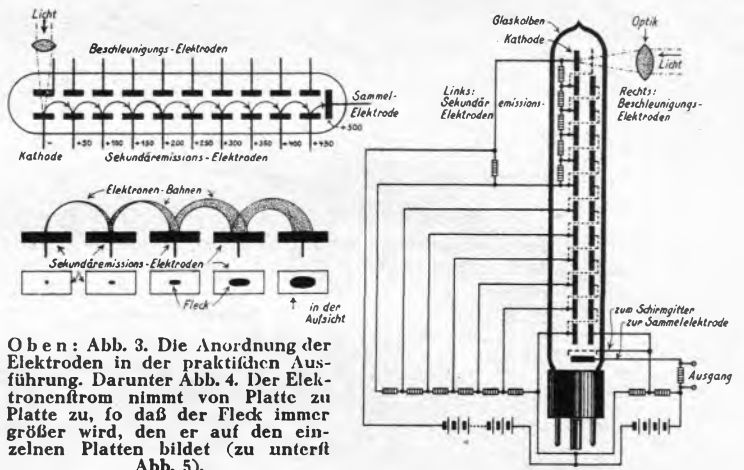 Licht
Beschleunigungs-Elektroden
Sammel-
Elektrode
+500
- +50 +100 +150 +200 +250 +300 +350 +400 +450
Kathode Sekundäremissions-Elektroden
Elektronen-Bahnen
Sekundäremissions-Elektroden
Fleck
in der
Aufsicht
Oben: Abb. 3. Die Anordnung der
Elektroden in der praktiſchen Aus-
führung. Darunter Abb. 4. Der Elek-
tronenſtrom nimmt von Platte zu
Platte zu, ſo daß der Fleck immer
größer wird, den er auf den ein-
zelnen Platten bildet (zu unterſt
Abb. 5).
Glaskolben
Kathode
Optik
Licht
Links:
Sekundär emissions-
Elektroden
Rechts:
Beschleunigungs-
Elektroden
zum Schirmgitter
zur Sammelelektrode
Ausgang